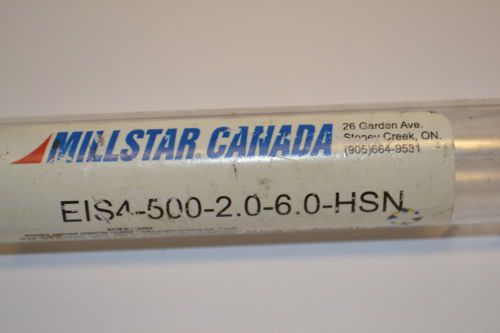 MILLSTAR CANADA
26 Garden Ave.
Stoney Creek, ON.
(905)664-9531
EIS4-500-2.0-6.0-HSN